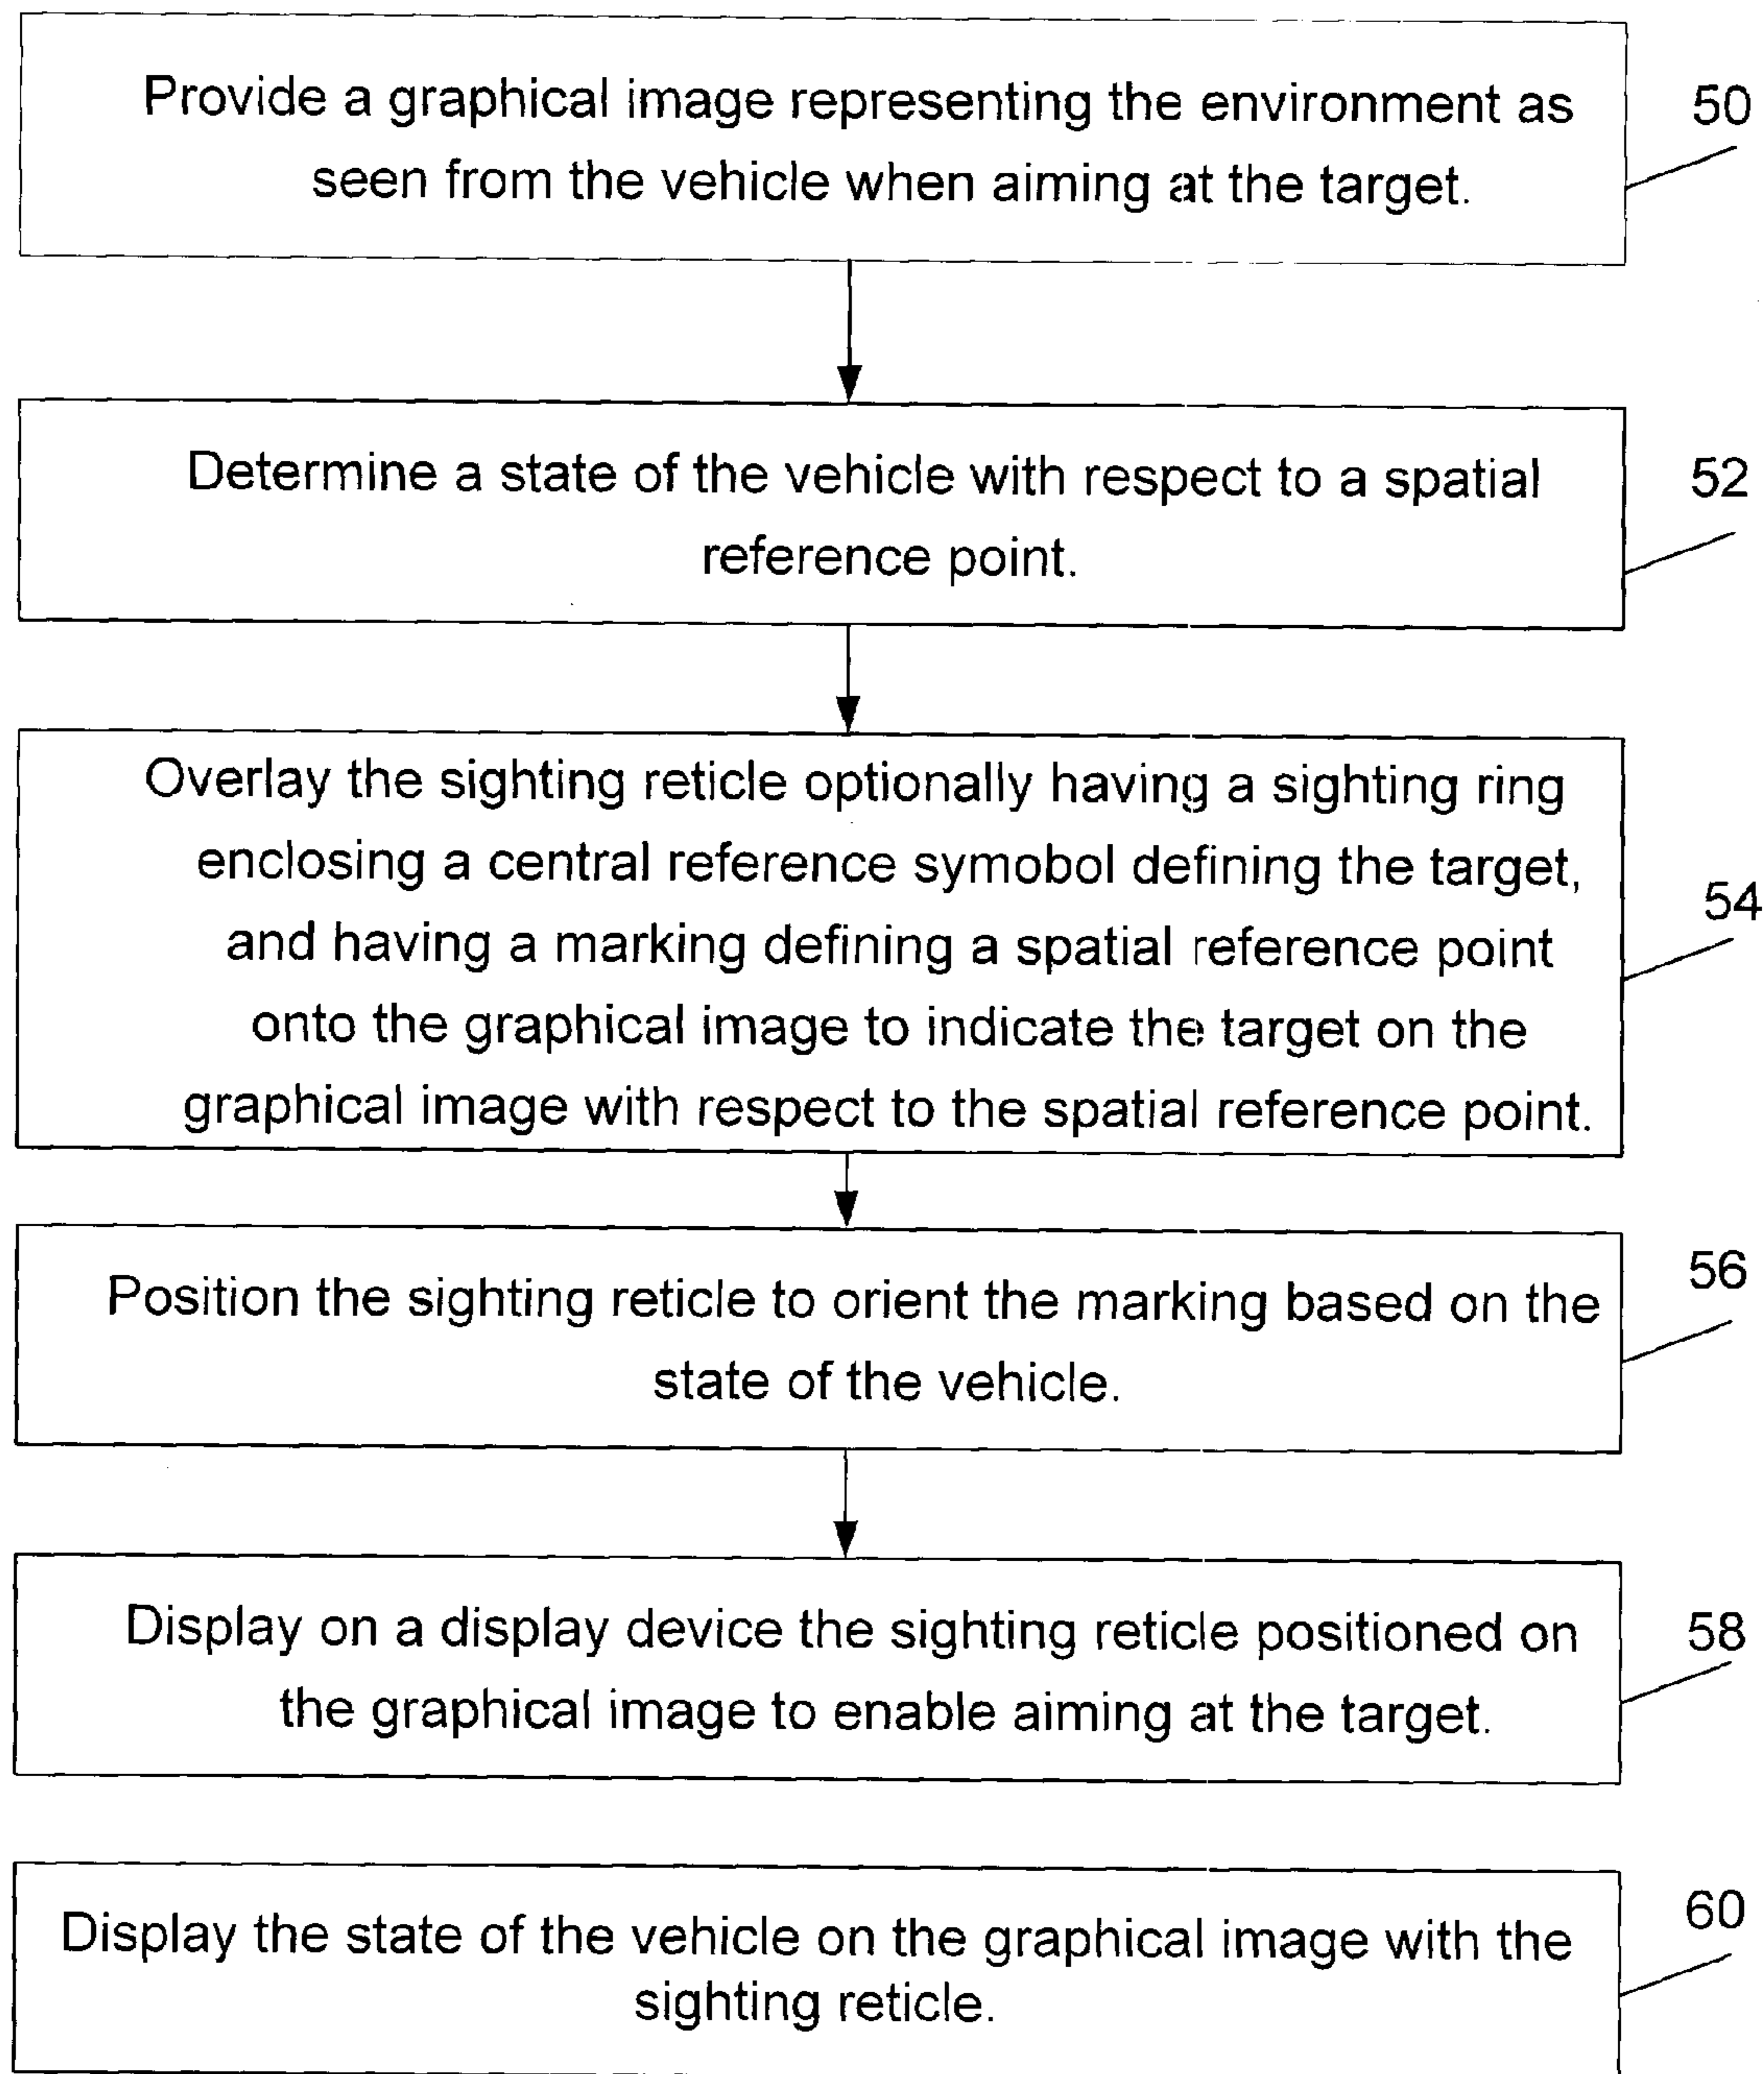 Provide a graphical image representing the environment as
seen from the vehicle when aiming at the target.
50
Determine a state of the vehicle with respect to a spatial
reference point.
52
Overlay the sighting reticle optionally having a sighting ring
enclosing a central reference symobol defining the target,
and having a marking defining a spatial reference point
onto the graphical image to indicate the target on the
graphical image with respect to the spatial reference point.
54
Position the sighting reticle to orient the marking based on the
state of the vehicle.
56
Display on a display device the sighting reticle positioned on
the graphical image to enable aiming at the target.
58
Display the state of the vehicle on the graphical image with the
sighting reticle.
60